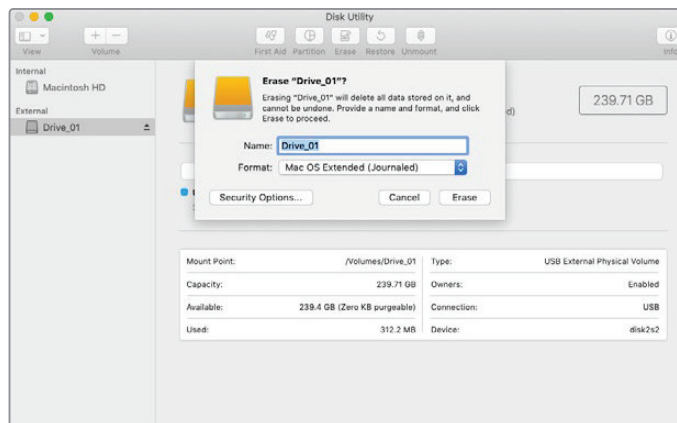 Disk Utility
View
Volume
First Aid Partition Erase Restore Unmount
Info
Internal
Macintosh HD
External
Drive_01
Erase "Drive_01"?
Erasing "Drive_01" will delete all data stored on it, and
cannot be undone. Provide a name and format, and click
Erase to proceed.
239.71 GB
Name: Drive_01
Format: Mac OS Extended (Journaled)
Security Options... Cancel Erase
Mount Point: /Volumes/Drive_01 Type: USB External Physical Volume
Capacity: 239.71 GB Owners: Enabled
Available: 239.4 GB (Zero KB purgeable) Connection: USB
Used: 312.2 MB Device: disk2s2